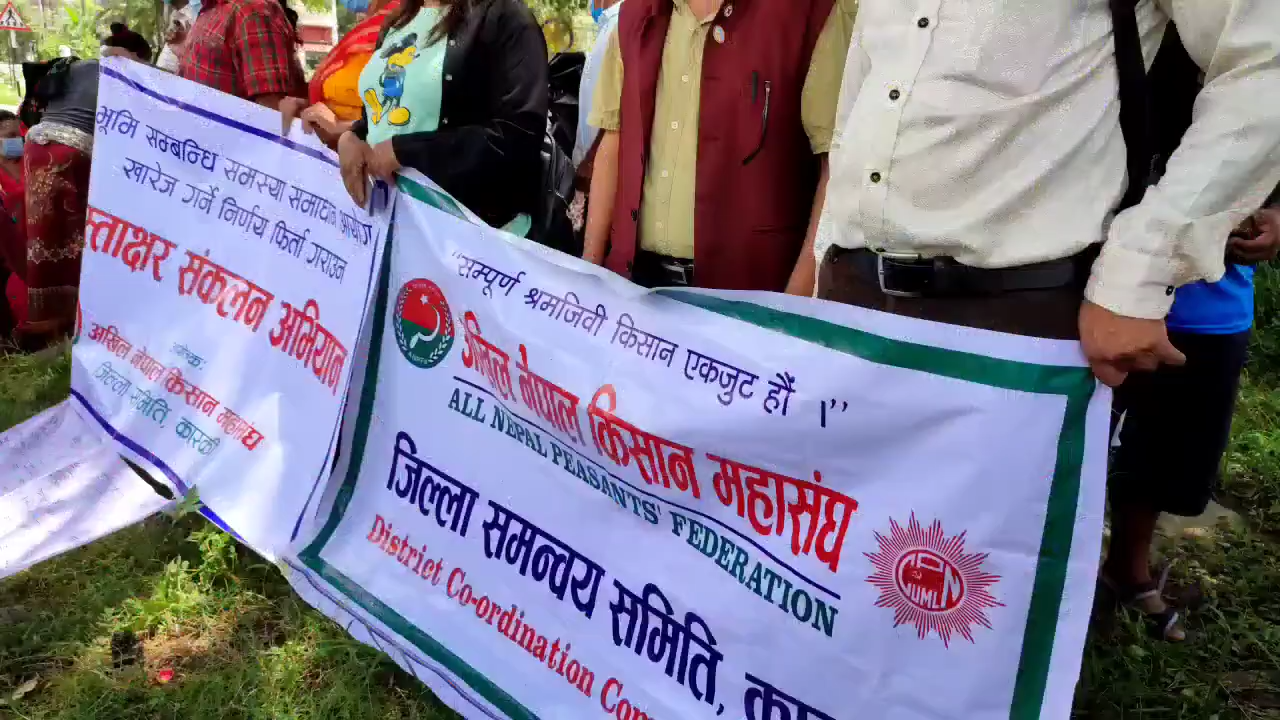 भूमि सम्बन्धि समस्या समाधान आयोग
खारेज गर्ने निर्णय फिर्ता गराउन
स्ताक्षर संकलन अभियान
अखिल नेपाल किसान महासंघ
जिल्ला समिति, कास्की
“सम्पूर्ण श्रमजिवी किसान एकजुट हौं ।”
अखिल नेपाल किसान महासंघ
ALL NEPAL PEASANTS' FEDERATION
जिल्ला समन्वय समिति,
District Co-ordination